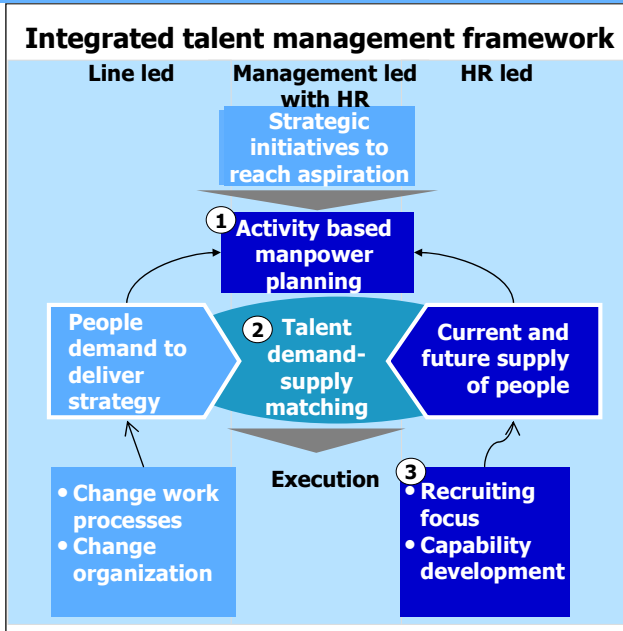 Integrated talent management framework
Line led
Management led
with HR
HR led
Strategic
initiatives to
reach aspiration
1
Activity based
manpower
planning
People
demand to
deliver
strategy
2
Talent
demand-
supply
matching
Current and
future supply
of people
Execution
• Change work
processes
• Change
organization
3
• Recruiting
focus
• Capability
development